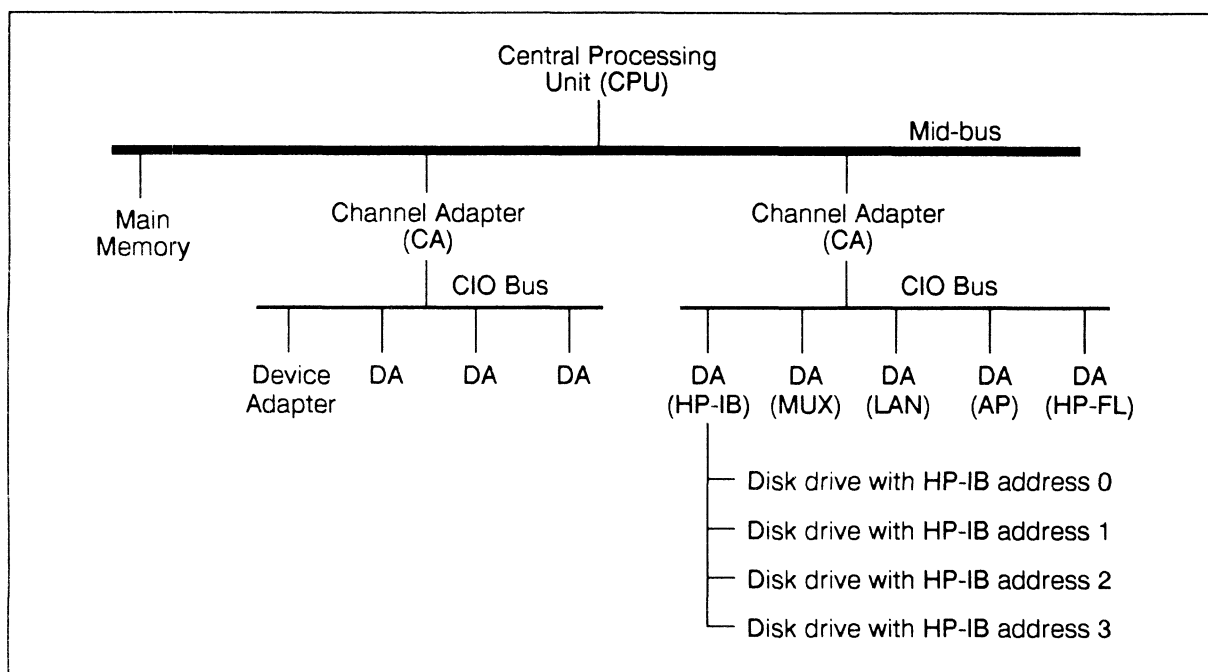 Central Processing
Unit (CPU)
Mid-bus
Main
Memory
Channel Adapter
(CA)
Channel Adapter
(CA)
CIO Bus
CIO Bus
Device
Adapter
DA
DA
DA
DA
(HP-IB)
DA
(MUX)
DA
(LAN)
DA
(AP)
DA
(HP-FL)
Disk drive with HP-IB address 0
Disk drive with HP-IB address 1
Disk drive with HP-IB address 2
Disk drive with HP-IB address 3